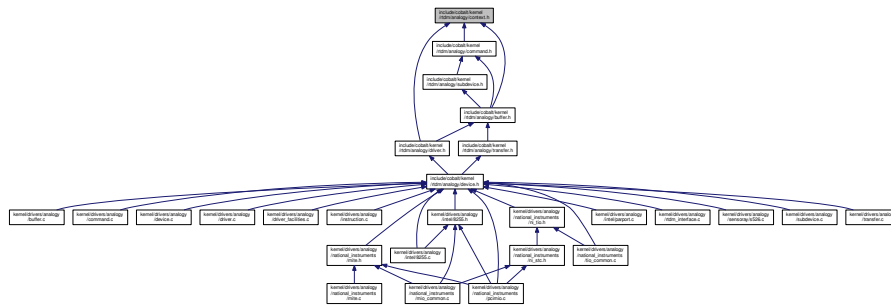 include/cobalt/kernel
/rtdm/analogy/context.h
include/cobalt/kernel
/rtdm/analogy/command.h
include/cobalt/kernel
/rtdm/analogy/subdevice.h
include/cobalt/kernel
/rtdm/analogy/buffer.h
include/cobalt/kernel
/rtdm/analogy/driver.h
include/cobalt/kernel
/rtdm/analogy/transfer.h
include/cobalt/kernel
/rtdm/analogy/device.h
kernel/drivers/analogy
/buffer.c
kernel/drivers/analogy
/command.c
kernel/drivers/analogy
/device.c
kernel/drivers/analogy
/driver.c
kernel/drivers/analogy
/driver_facilities.c
kernel/drivers/analogy
/instruction.c
kernel/drivers/analogy
/intel/8255.h
kernel/drivers/analogy
/national_instruments
/ni_tio.h
kernel/drivers/analogy
/intel/parport.c
kernel/drivers/analogy
/rtdm_interface.c
kernel/drivers/analogy
/sensoray/s526.c
kernel/drivers/analogy
/subdevice.c
kernel/drivers/analogy
/transfer.c
kernel/drivers/analogy
/national_instruments
/mite.h
kernel/drivers/analogy
/intel/8255.c
kernel/drivers/analogy
/national_instruments
/ni_stc.h
kernel/drivers/analogy
/national_instruments
/tio_common.c
kernel/drivers/analogy
/national_instruments
/mite.c
kernel/drivers/analogy
/national_instruments
/mio_common.c
kernel/drivers/analogy
/national_instruments
/pcimio.c